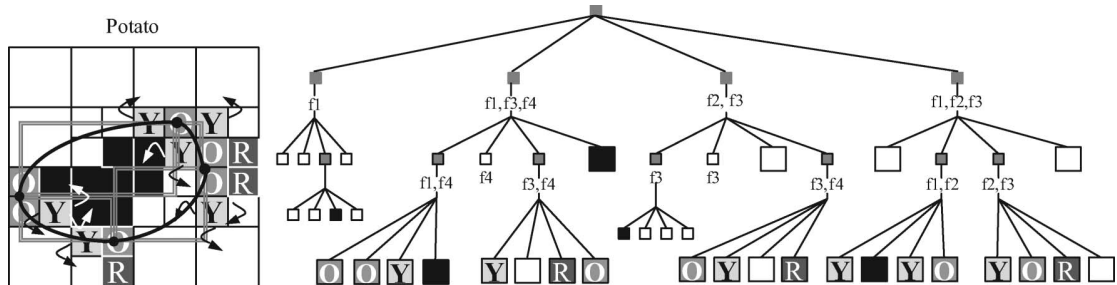 Potato
Y O Y
Y O R
O O R
O Y Y
Y O
R
f1 f1,f3,f4 f2, f3 f1,f2,f3
f1,f4 f4 f3,f4 f3 f3 f3,f4 f1,f2 f2,f3
O O Y Y R O O Y R Y Y O Y O R